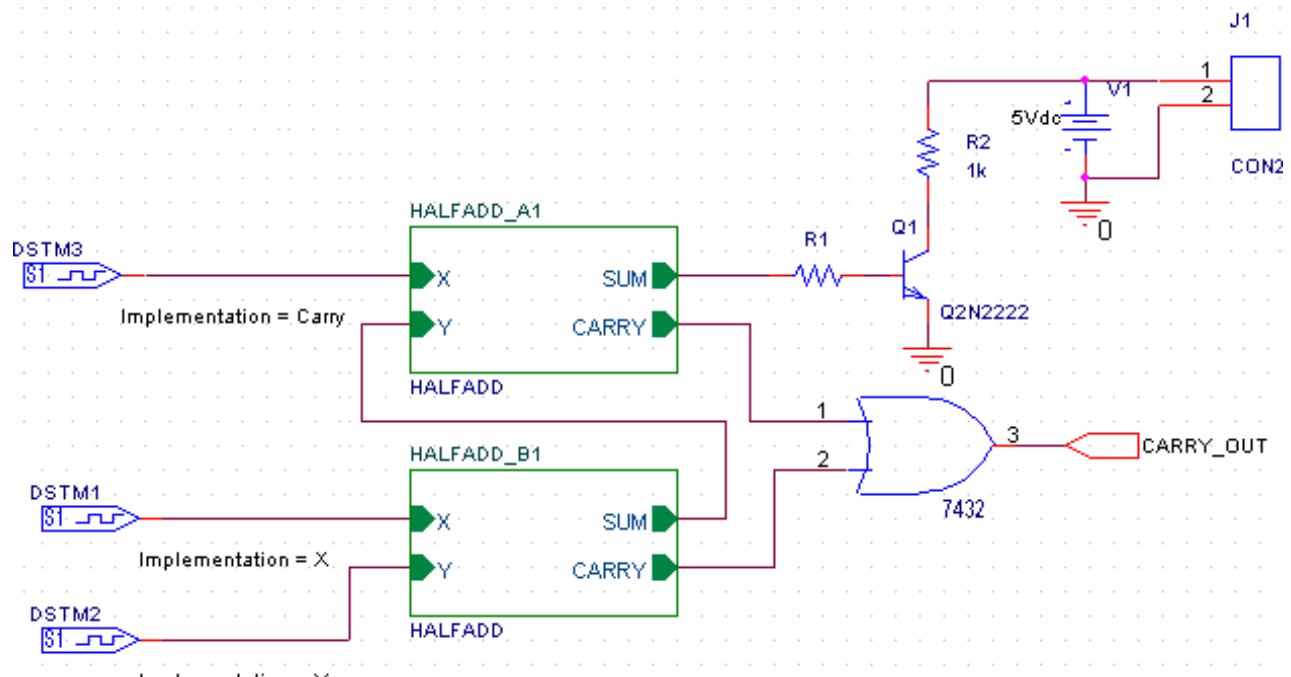 J1
1
V1
2
5Vdc
R2
1k
CON2
HALFADD_A1
Q1
0
R1
DSTM3
S1
X
SUM
Implementation = Carry
Q2N2222
Y
CARRY
0
HALFADD
1
3
CARRY_OUT
HALFADD_B1
2
DSTM1
7432
S1
X
SUM
Implementation = X
Y
CARRY
DSTM2
HALFADD
S1